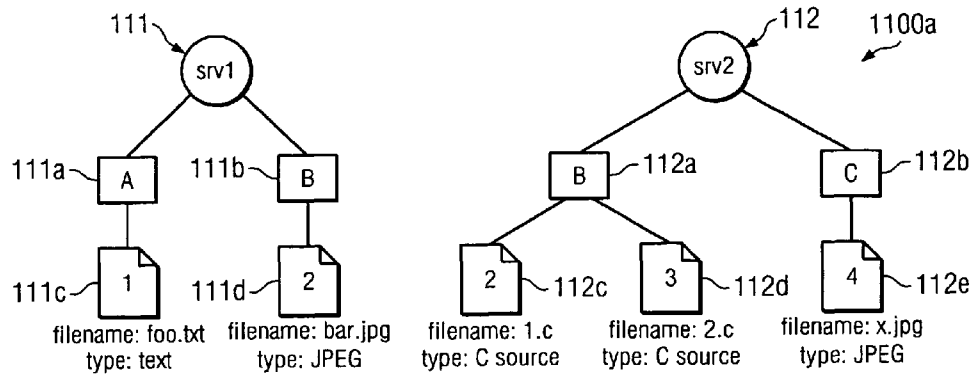 111
srv1
112
srv2
1100a
111a
A
111b
B
B
112a
C
112b
111c
1
111d
2
2
112c
3
112d
4
112e
filename: foo.txt
type: text
filename: bar.jpg
type: JPEG
filename: 1.c
type: C source
filename: 2.c
type: C source
filename: x.jpg
type: JPEG